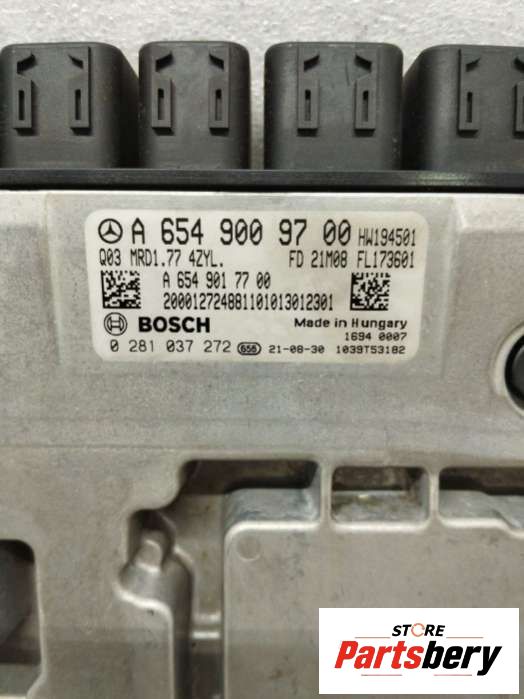 A 654 900 97 00 HW194501
Q03 MRD1.77 4ZYL. FD 21M08 FL173601
A 654 901 77 00
200012724881101013012301
BOSCH Made in Hungary
1694 0007
0 281 037 272 656 21-08-30 1039T53182
STORE
Partsbery